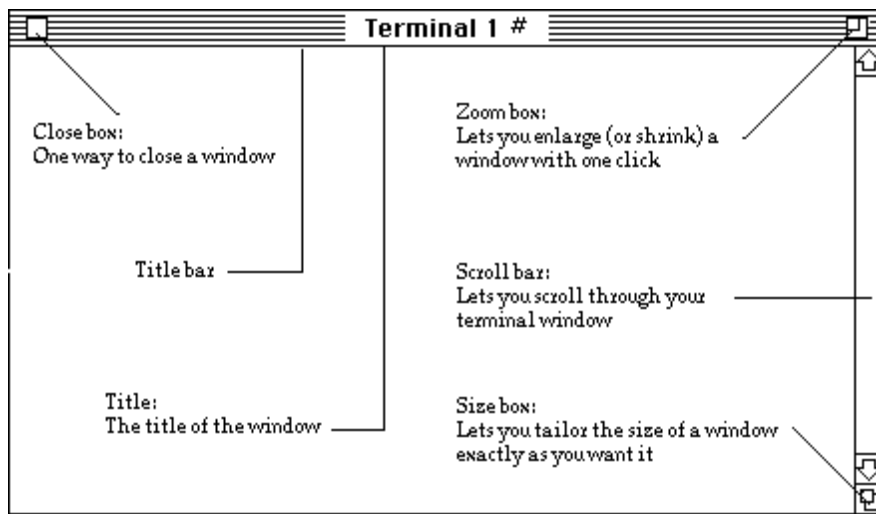 Terminal 1 #
Close box:
One way to close a window
Zoom box:
Lets you enlarge (or shrink) a
window with one click
Title bar
Scroll bar:
Lets you scroll through your
terminal window
Title:
The title of the window
Size box:
Lets you tailor the size of a window
exactly as you want it